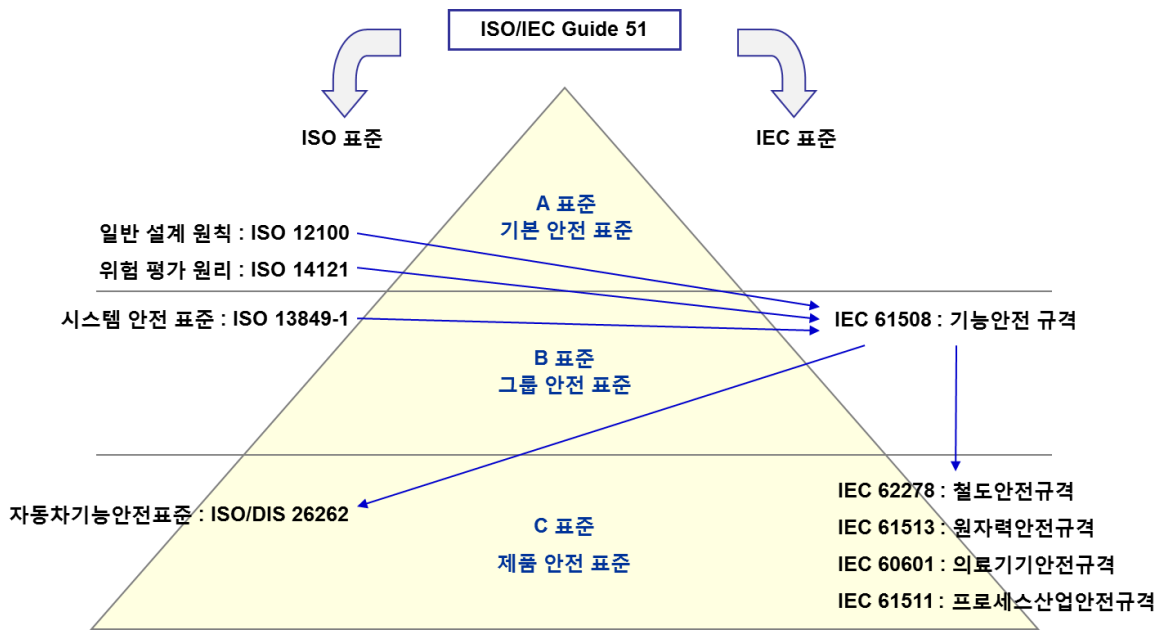 ISO/IEC Guide 51
ISO 표준
IEC 표준
A 표준
기본 안전 표준
일반 설계 원칙 : ISO 12100
위험 평가 원리 : ISO 14121
시스템 안전 표준 : ISO 13849-1
IEC 61508 : 기능안전 규격
B 표준
그룹 안전 표준
자동차기능안전표준 : ISO/DIS 26262
C 표준
제품 안전 표준
IEC 62278 : 철도안전규격
IEC 61513 : 원자력안전규격
IEC 60601 : 의료기기안전규격
IEC 61511 : 프로세스산업안전규격